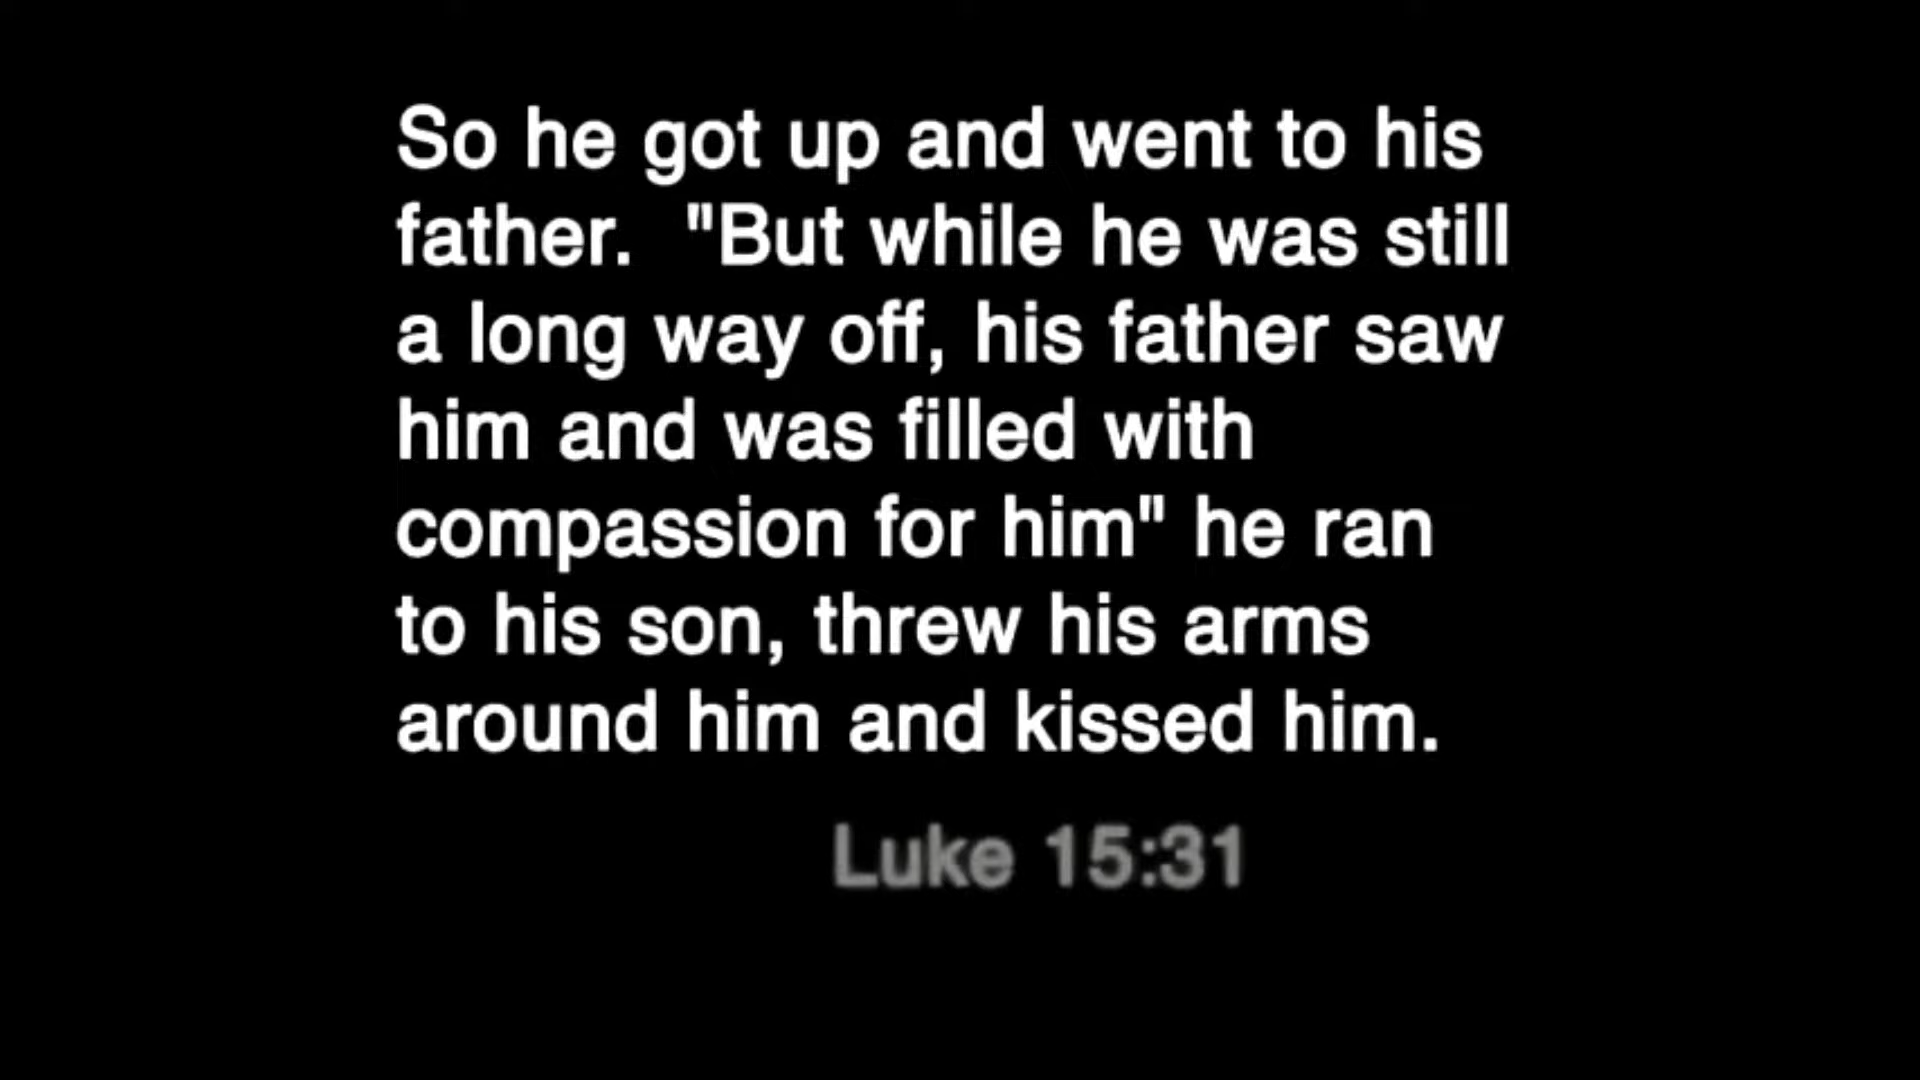 So he got up and went to his
father.  "But while he was still
a long way off, his father saw
him and was filled with
compassion for him" he ran
to his son, threw his arms
around him and kissed him.
Luke 15:31